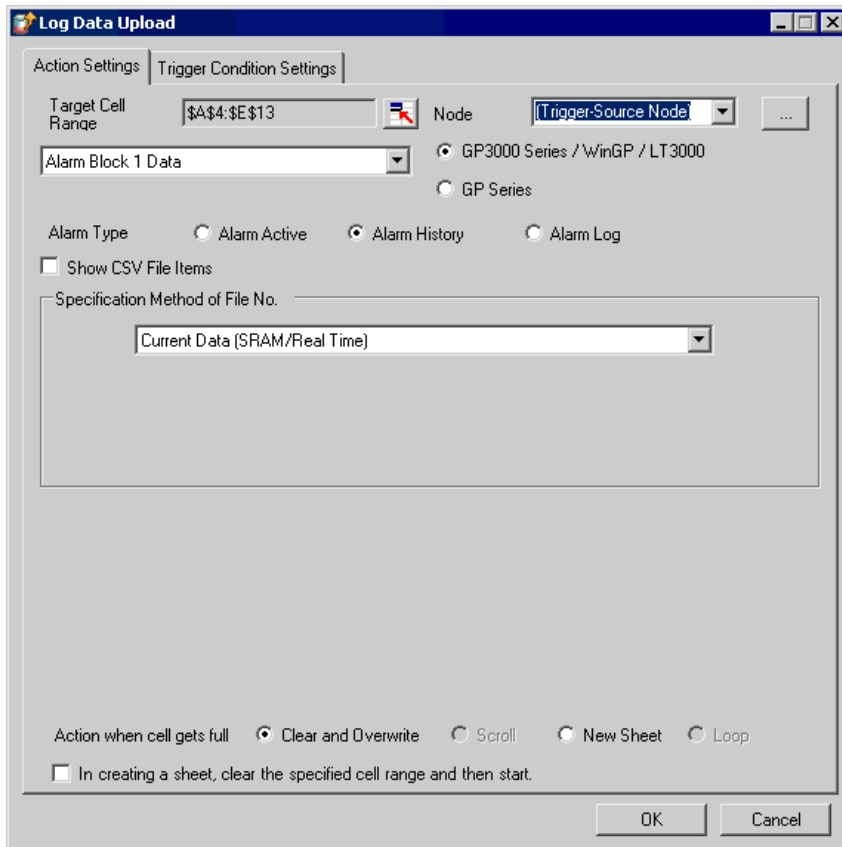 Log Data Upload
Action Settings
Trigger Condition Settings
Target Cell
Range
$A$4:$E$13
Node
(Trigger-Source Node)
...
Alarm Block 1 Data
GP3000 Series / WinGP / LT3000
GP Series
Alarm Type
Alarm Active
Alarm History
Alarm Log
Show CSV File Items
Specification Method of File No.
Current Data (SRAM/Real Time)
Action when cell gets full
Clear and Overwrite
Scroll
New Sheet
Loop
In creating a sheet, clear the specified cell range and then start.
OK
Cancel